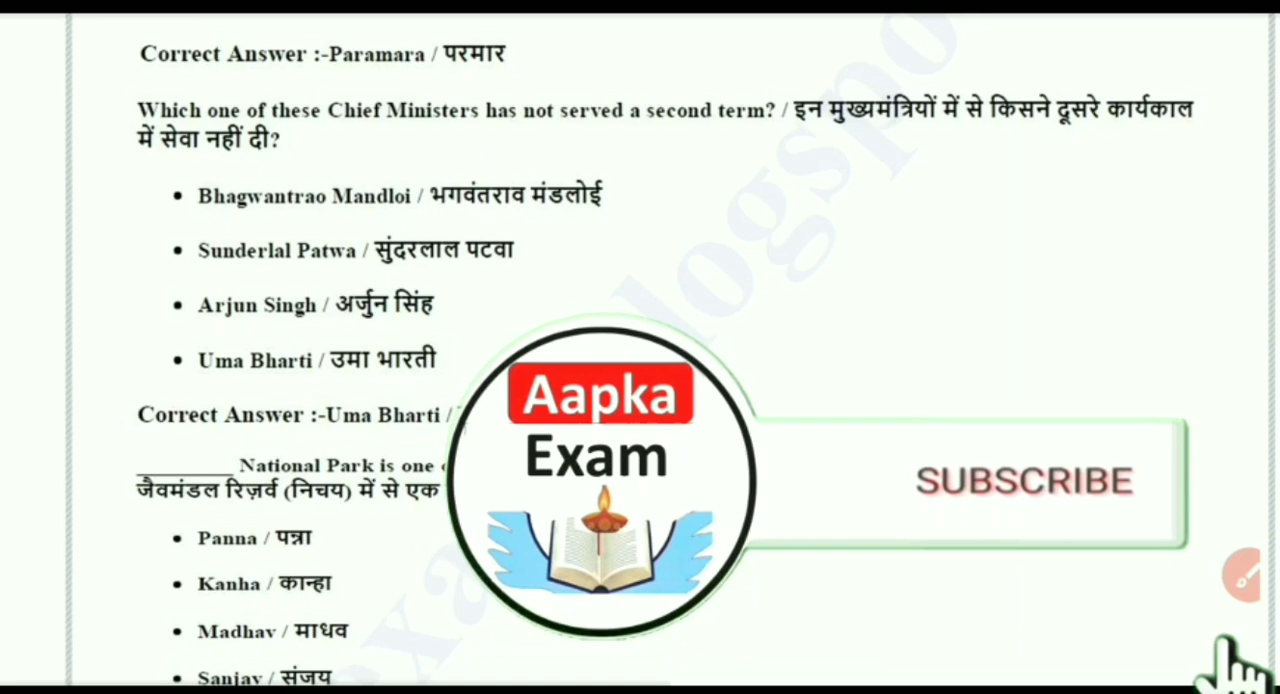 Correct Answer :-Paramara / परमार
Which one of these Chief Ministers has not served a second term? / इन मुख्यमंत्रियों में से किसने दूसरे कार्यकाल
में सेवा नहीं दी?
• Bhagwantrao Mandloi / भगवंतराव मंडलोई
• Sunderlal Patwa / सुंदरलाल पटवा
• Arjun Singh / अर्जुन सिंह
• Uma Bharti / उमा भारती
Correct Answer :-Uma Bharti /
________ National Park is one
जैवमंडल रिज़र्व (निचय) में से एक
• Panna / पन्ना
• Kanha / कान्हा
• Madhav / माधव
• Sanjay / संजय
Aapka
Exam
SUBSCRIBE